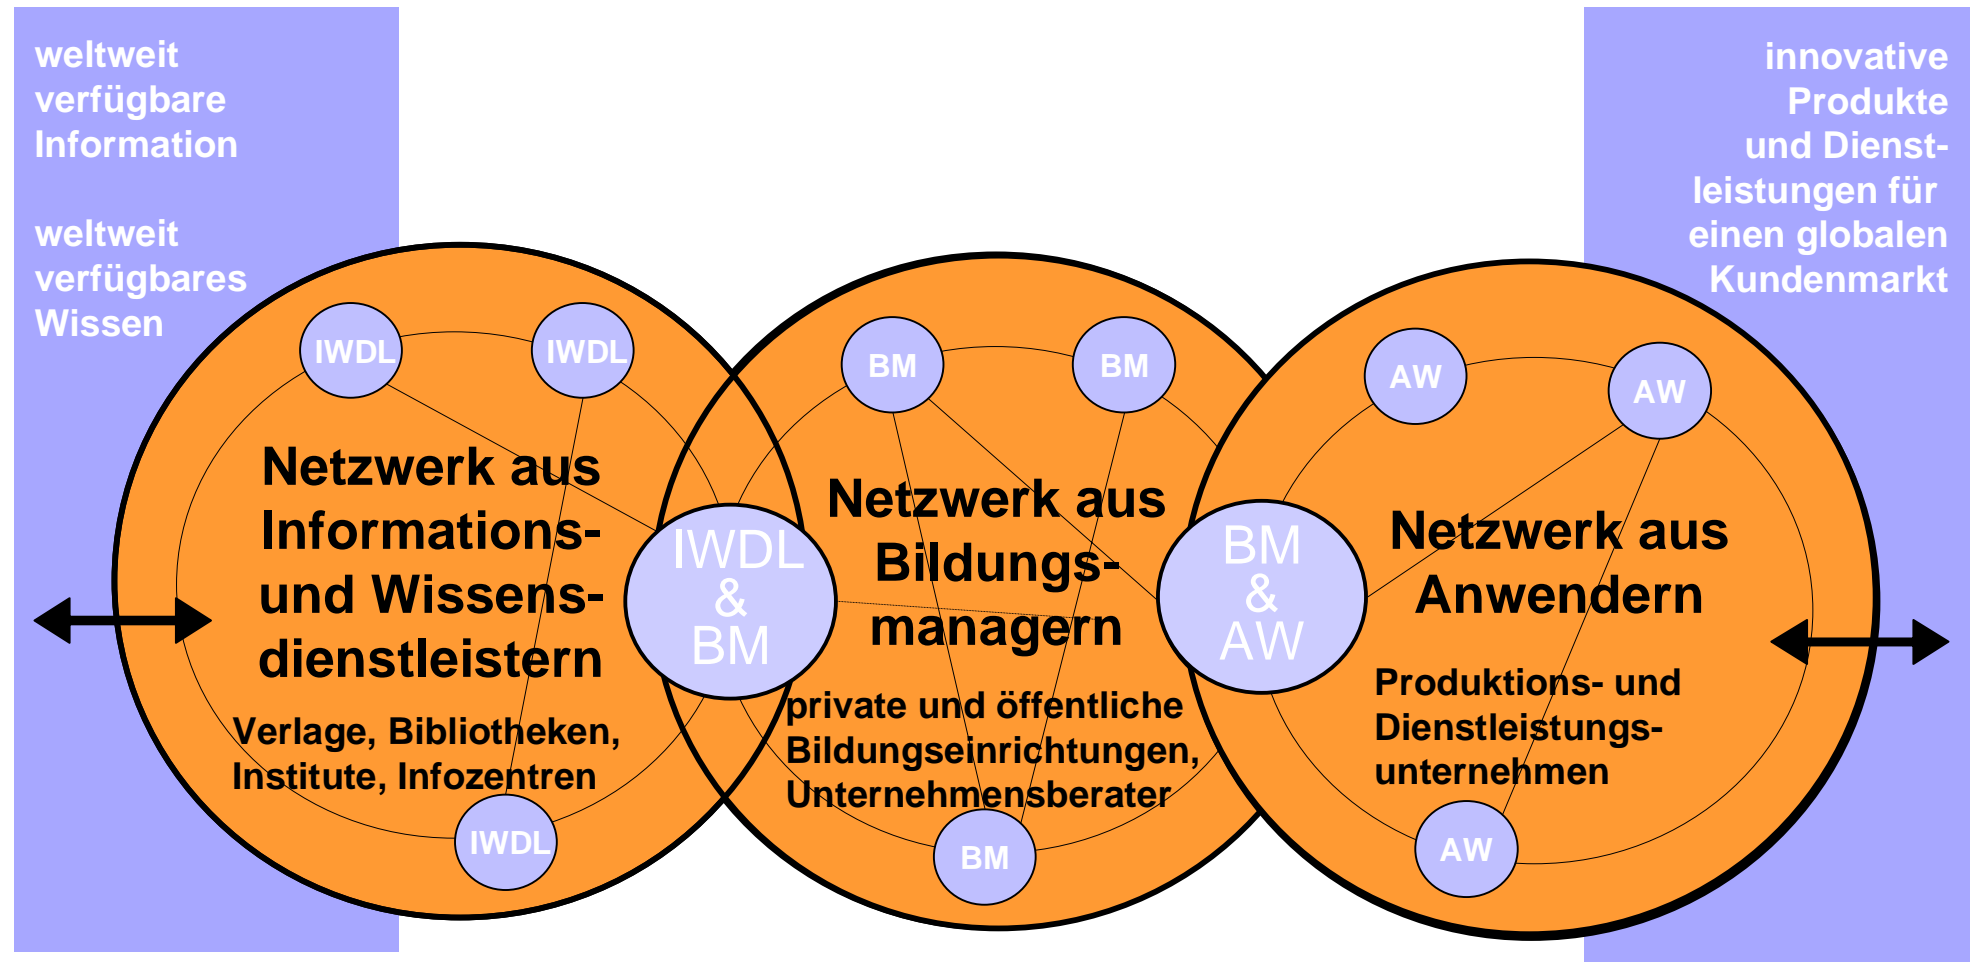 weltweit
verfügbare
Information
weltweit
verfügbares
Wissen
IWDL
IWDL
Netzwerk aus
Informations-
und Wissens-
dienstleistern
Verlage, Bibliotheken,
Institute, Infozentren
IWDL
IWDL
&
BM
BM
BM
Netzwerk aus
Bildungs-
managern
private und öffentliche
Bildungseinrichtungen,
Unternehmensberater
BM
BM
&
AW
AW
AW
Netzwerk aus
Anwendern
Produktions- und
Dienstleistungs-
unternehmen
AW
innovative
Produkte
und Dienst-
leistungen für
einen globalen
Kundenmarkt